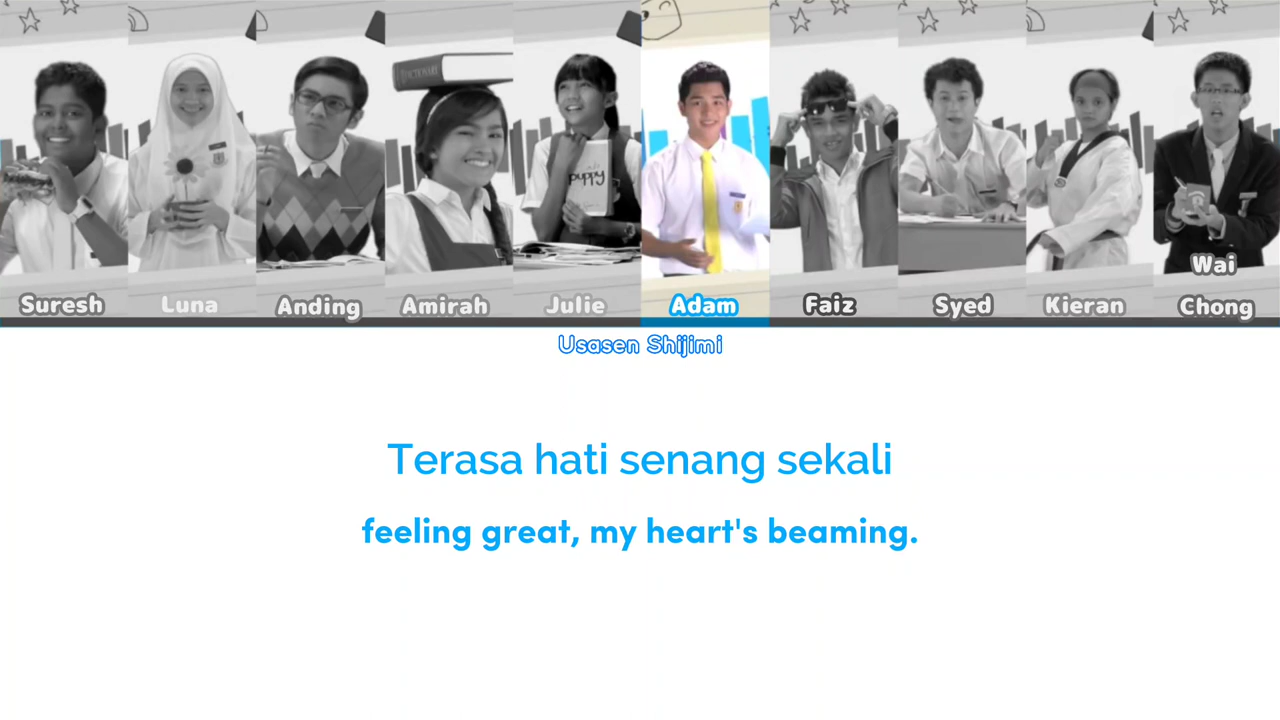 DICTIONARY
puppy
Wai
Suresh Luna Anding Amirah Julie Adam Faiz Syed Kieran Chong
Usasen Shijimi
Terasa hati senang sekali
feeling great, my heart's beaming.